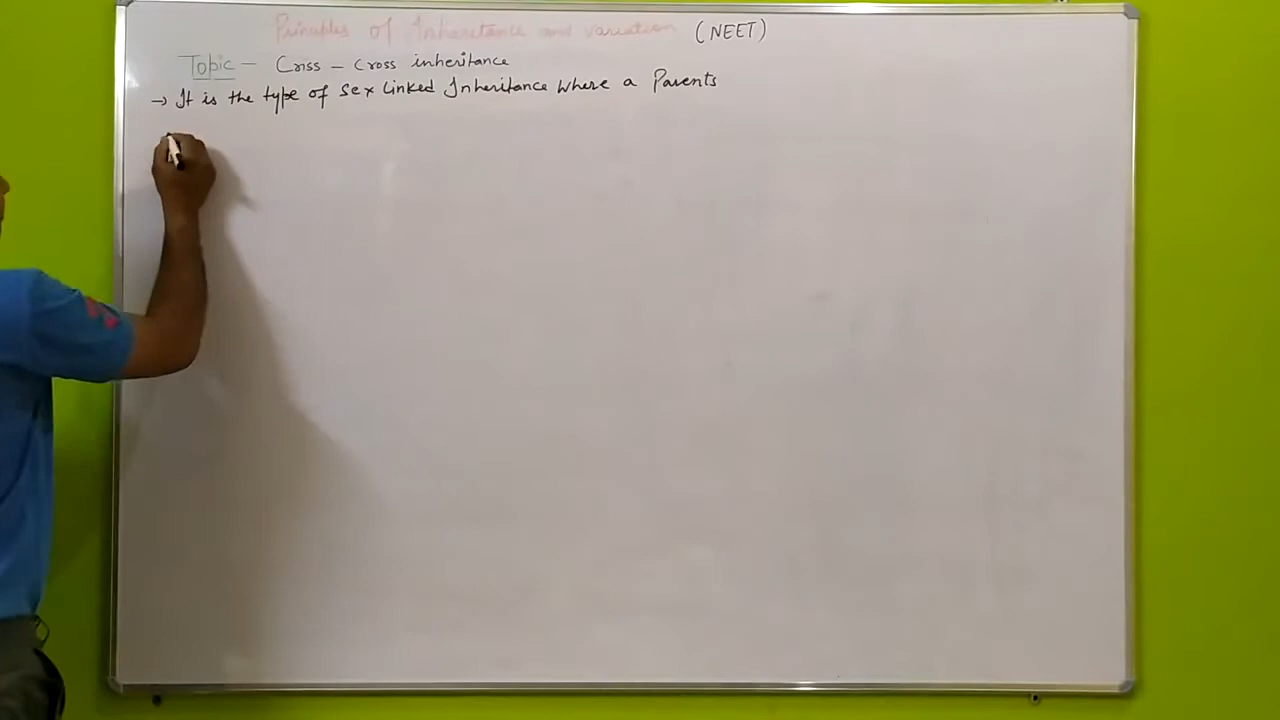 Principles of Inheritance and variation (NEET)
Topic - Criss - Cross inheritance
→ It is the type of Sex linked Inheritance Where a Parents